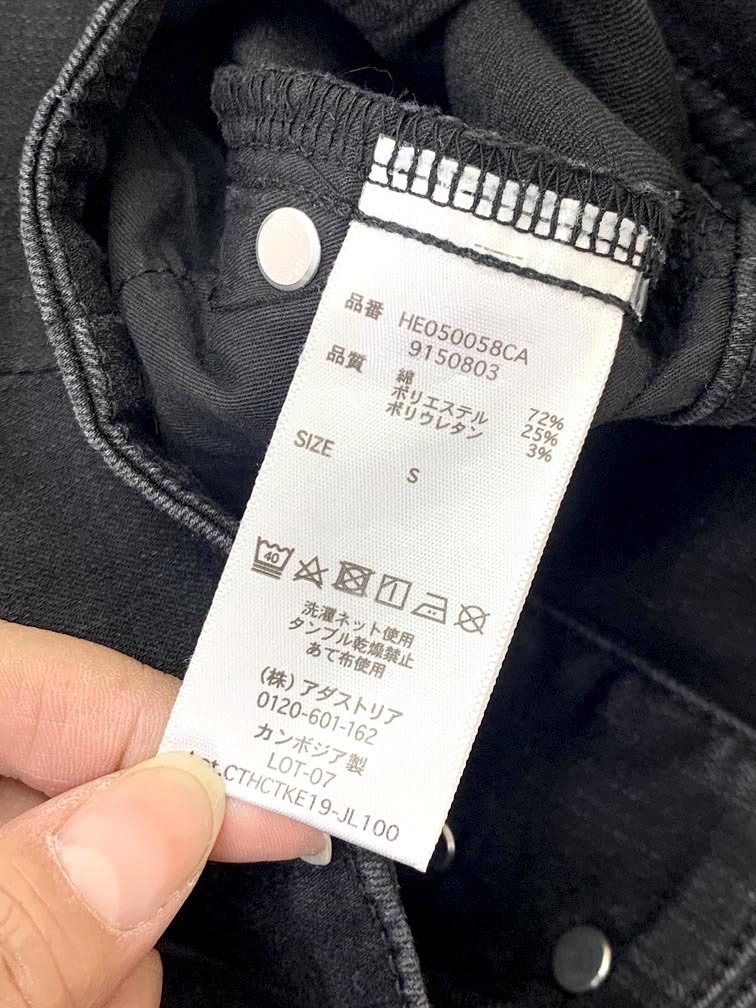 品番 HE050058CA
9150803
品質 綿 72%
ポリエステル 25%
ポリウレタン 3%
SIZE S
40
洗濯ネット使用
タンブル乾燥禁止
あて布使用
(株) アダストリア
0120-601-162
カンボジア製
LOT-07
CTHCTKE19-JL100